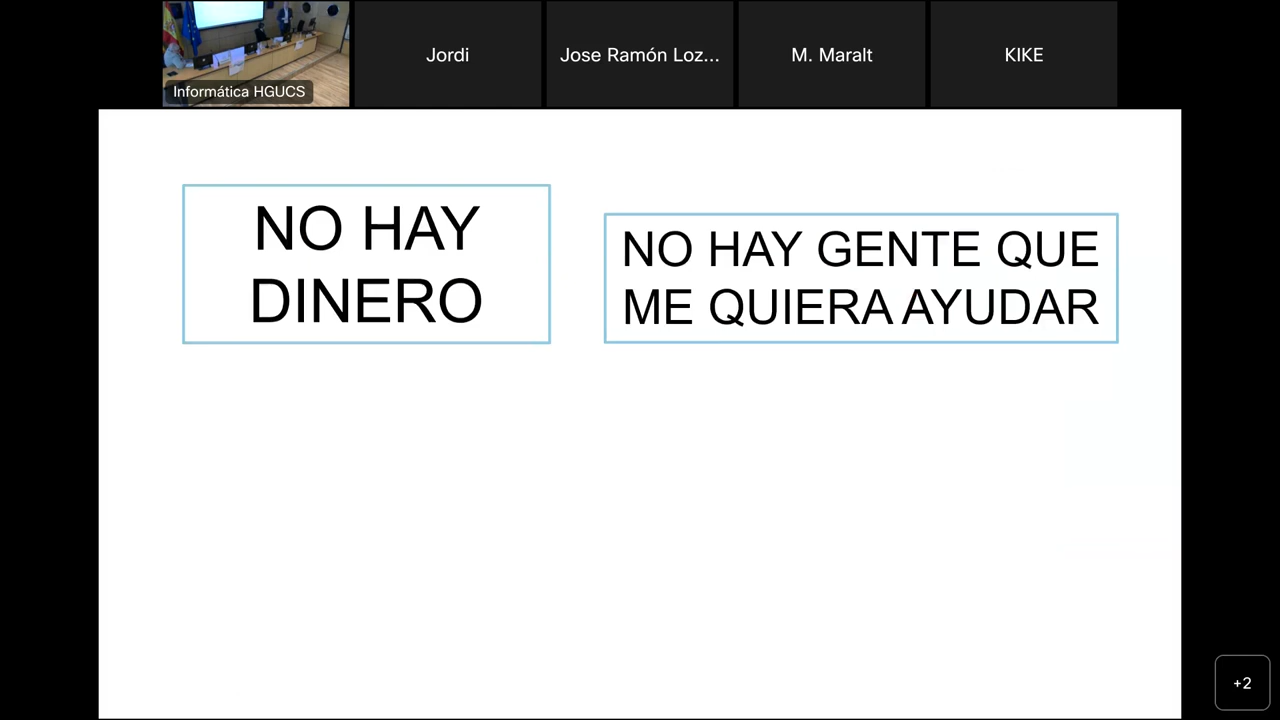 Informática HGUCS
Jordi
Jose Ramón Loz...
M. Maralt
KIKE
NO HAY
DINERO
NO HAY GENTE QUE
ME QUIERA AYUDAR
+2